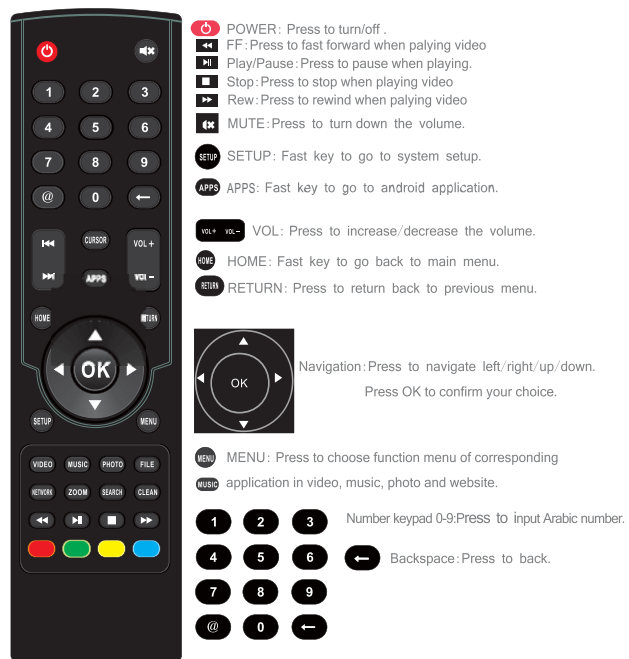 POWER: Press to turn/off .
FF:Press to fast forward when palying video
Play/Pause:Press to pause when playing.
Stop:Press to stop when playing video
Rew:Press to rewind when palying video
MUTE:Press to turn down the volume.
SETUP SETUP: Fast key to go to system setup.
APPS APPS: Fast key to go to android application.
VOL+ VOL- VOL: Press to increase/decrease the volume.
HOME HOME: Fast key to go back to main menu.
RETURN RETURN: Press to return back to previous menu.
OK
Navigation:Press to navigate left/right/up/down.
Press OK to confirm your choice.
MENU MENU: Press to choose function menu of corresponding
MUSIC application in video, music, photo and website.
1 2 3
Number keypad 0-9:Press to input Arabic number.
4 5 6
Backspace:Press to back.
7 8 9
@ 0
1 2 3
4 5 6
7 8 9
@ 0
CURSOR VOL+
APPS VOL-
HOME
OK
SETUP MENU
VIDEO MUSIC PHOTO FILE
NETWORK ZOOM SEARCH CLEAN